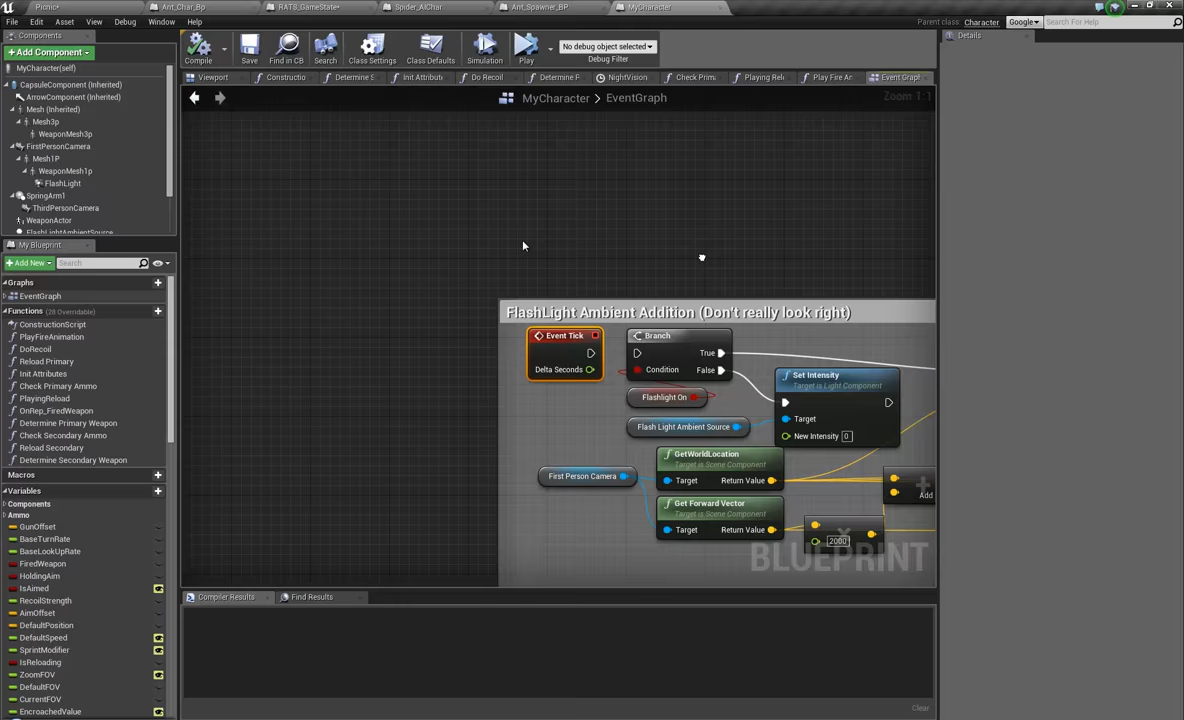 Picnic*
Ant_Char_Bp
RATS_GameState*
Spider_AIChar
Ant_Spawner_BP
MyCharacter
File
Edit
Asset
View
Debug
Window
Help
Parent class: Character
Google
Search For Help
Components
Add Component
MyCharacter(self)
CapsuleComponent (Inherited)
ArrowComponent (Inherited)
Mesh (Inherited)
Mesh3p
WeaponMesh3p
FirstPersonCamera
Mesh1P
WeaponMesh1p
FlashLight
SpringArm1
ThirdPersonCamera
WeaponActor
FlashLightAmbientSource
My Blueprint
Add New
Search
Graphs
EventGraph
Functions (28 Overridable)
ConstructionScript
PlayFireAnimation
DoRecoil
Reload Primary
Init Attributes
Check Primary Ammo
PlayingReload
OnRep_FiredWeapon
Determine Primary Weapon
Check Secondary Ammo
Reload Secondary
Determine Secondary Weapon
Macros
Variables
Components
Ammo
GunOffset
BaseTurnRate
BaseLookUpRate
FiredWeapon
HoldingAim
IsAimed
RecoilStrength
AimOffset
DefaultPosition
DefaultSpeed
SprintModifier
IsReloading
ZoomFOV
DefaultFOV
CurrentFOV
EncroachedValue
Compile
Save
Find in CB
Search
Class Settings
Class Defaults
Simulation
Play
No debug object selected
Debug Filter
Viewport
Constructio
Determine S
Init Attribut
Do Recoil
Determine F
NightVision
Check Prim
Playing Rel
Play Fire An
Event Graph
MyCharacter > EventGraph
Zoom 1:1
FlashLight Ambient Addition (Don't really look right)
Event Tick
Delta Seconds
Branch
Condition
True
False
Flashlight On
Flash Light Ambient Source
Set Intensity
Target is Light Component
Target
New Intensity 0
First Person Camera
GetWorldLocation
Target is Scene Component
Target
Return Value
Get Forward Vector
Target is Scene Component
Target
Return Value
Add
2000
BLUEPRINT
Compiler Results
Find Results
Clear
Details